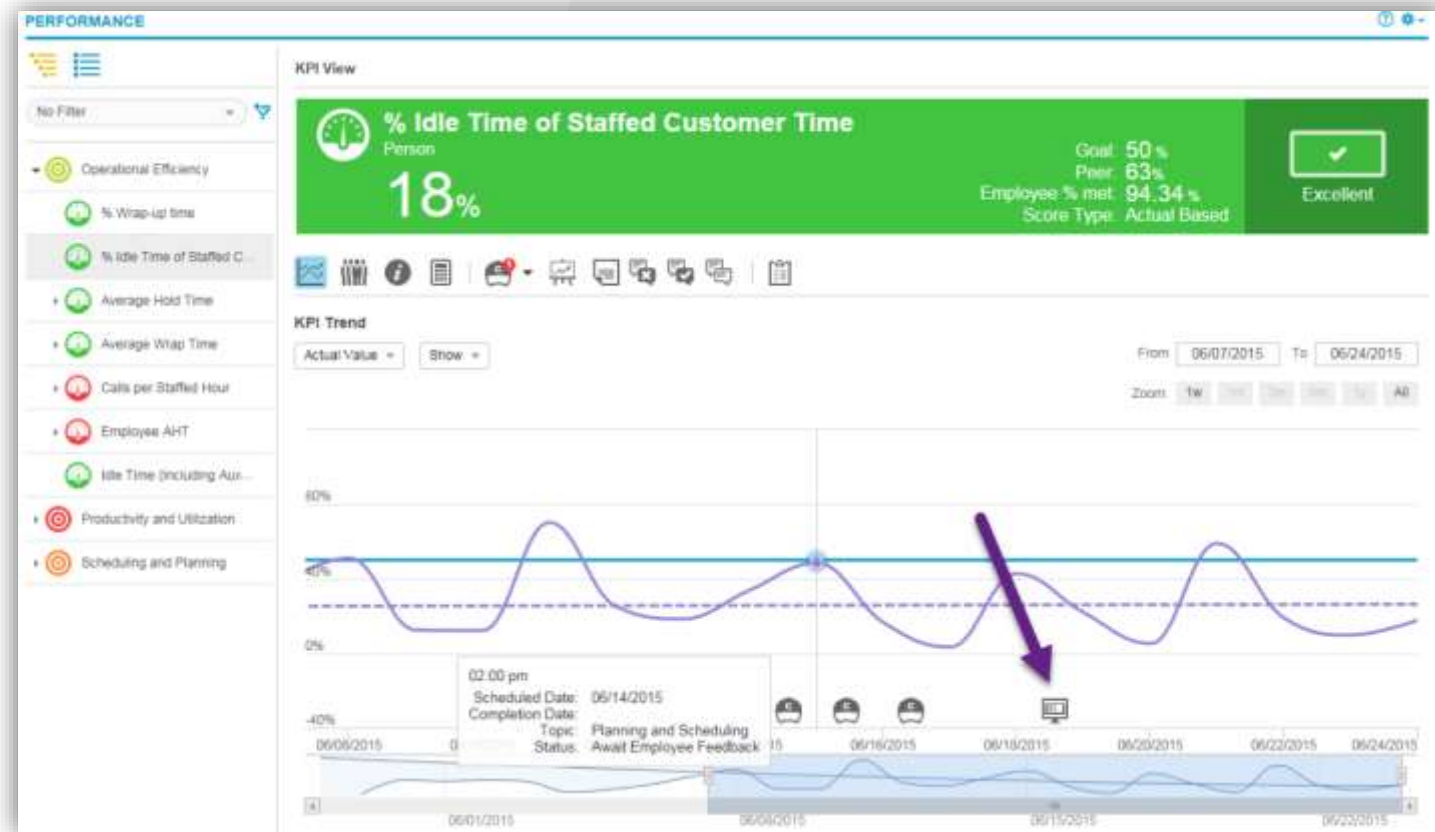 PERFORMANCE
KPI View
No Filter
% Idle Time of Staffed Customer Time
Person
18%
Goal: 50 %
Peer: 63%
Employee % met: 94.34 %
Score Type: Actual Based
Excellent
Operational Efficiency
% Wrap-up time
% Idle Time of Staffed C...
Average Hold Time
Average Wrap Time
Calls per Staffed Hour
Employee AHT
Idle Time (including Aux...
Productivity and Utilization
Scheduling and Planning
KPI Trend
Actual Value
Show
From 06/07/2015 To 06/24/2015
Zoom 1w All
80%
40%
0%
-40%
02:00 pm
Scheduled Date: 06/14/2015
Completion Date:
Topic: Planning and Scheduling
Status: Await Employee Feedback
06/06/2015 06/16/2015 06/18/2015 06/20/2015 06/22/2015 06/24/2015
06/01/2015 06/08/2015 06/15/2015 06/22/2015